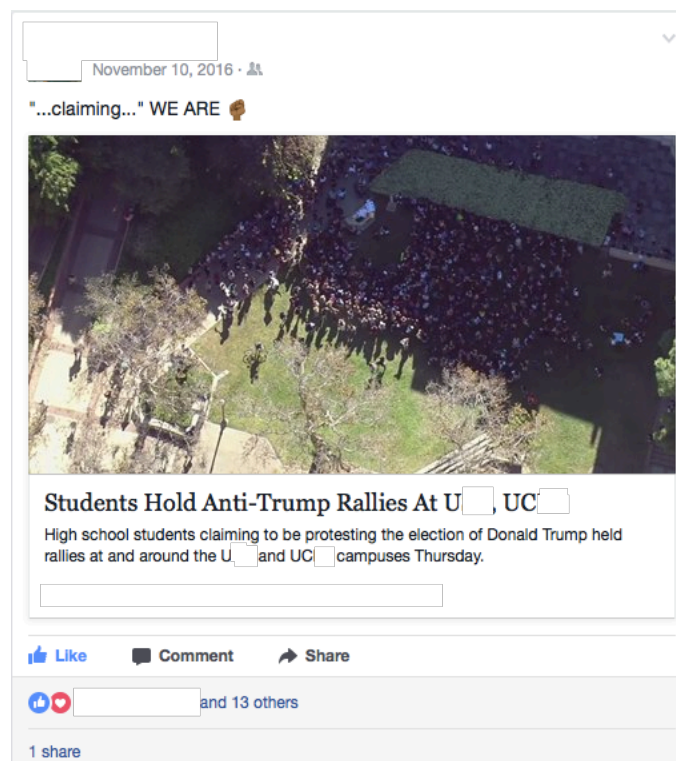 November 10, 2016 ·
"...claiming..." WE ARE ✊🏾
Students Hold Anti-Trump Rallies At U , UC
High school students claiming to be protesting the election of Donald Trump held
rallies at and around the U and UC campuses Thursday.
Like Comment Share
and 13 others
1 share